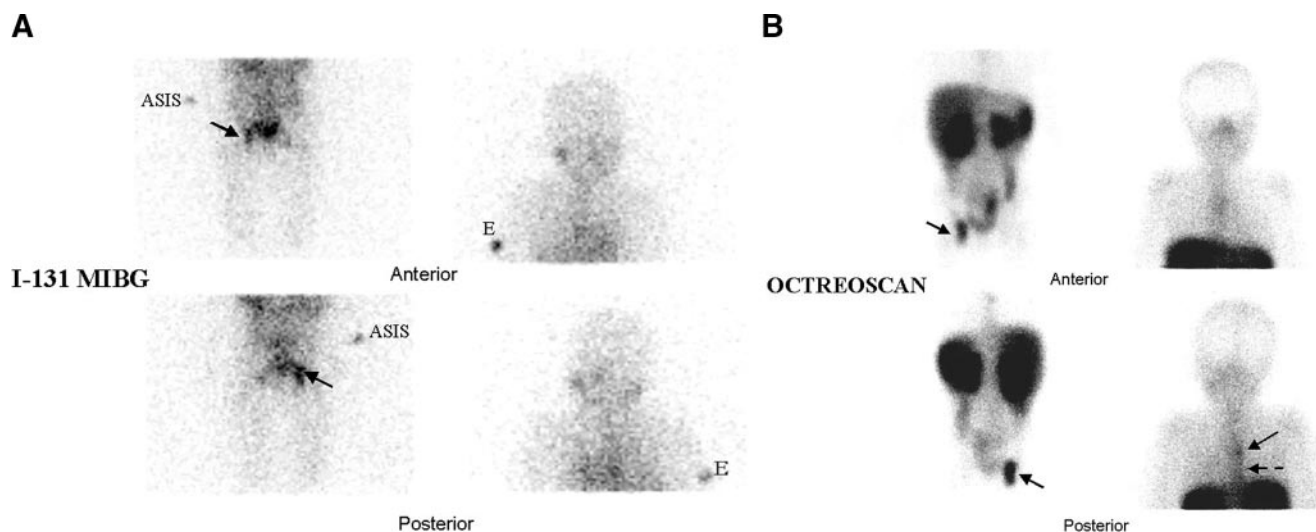 A
B
ASIS
E
Anterior
I-131 MIBG
ASIS
E
Posterior
Anterior
OCTREOSCAN
Posterior